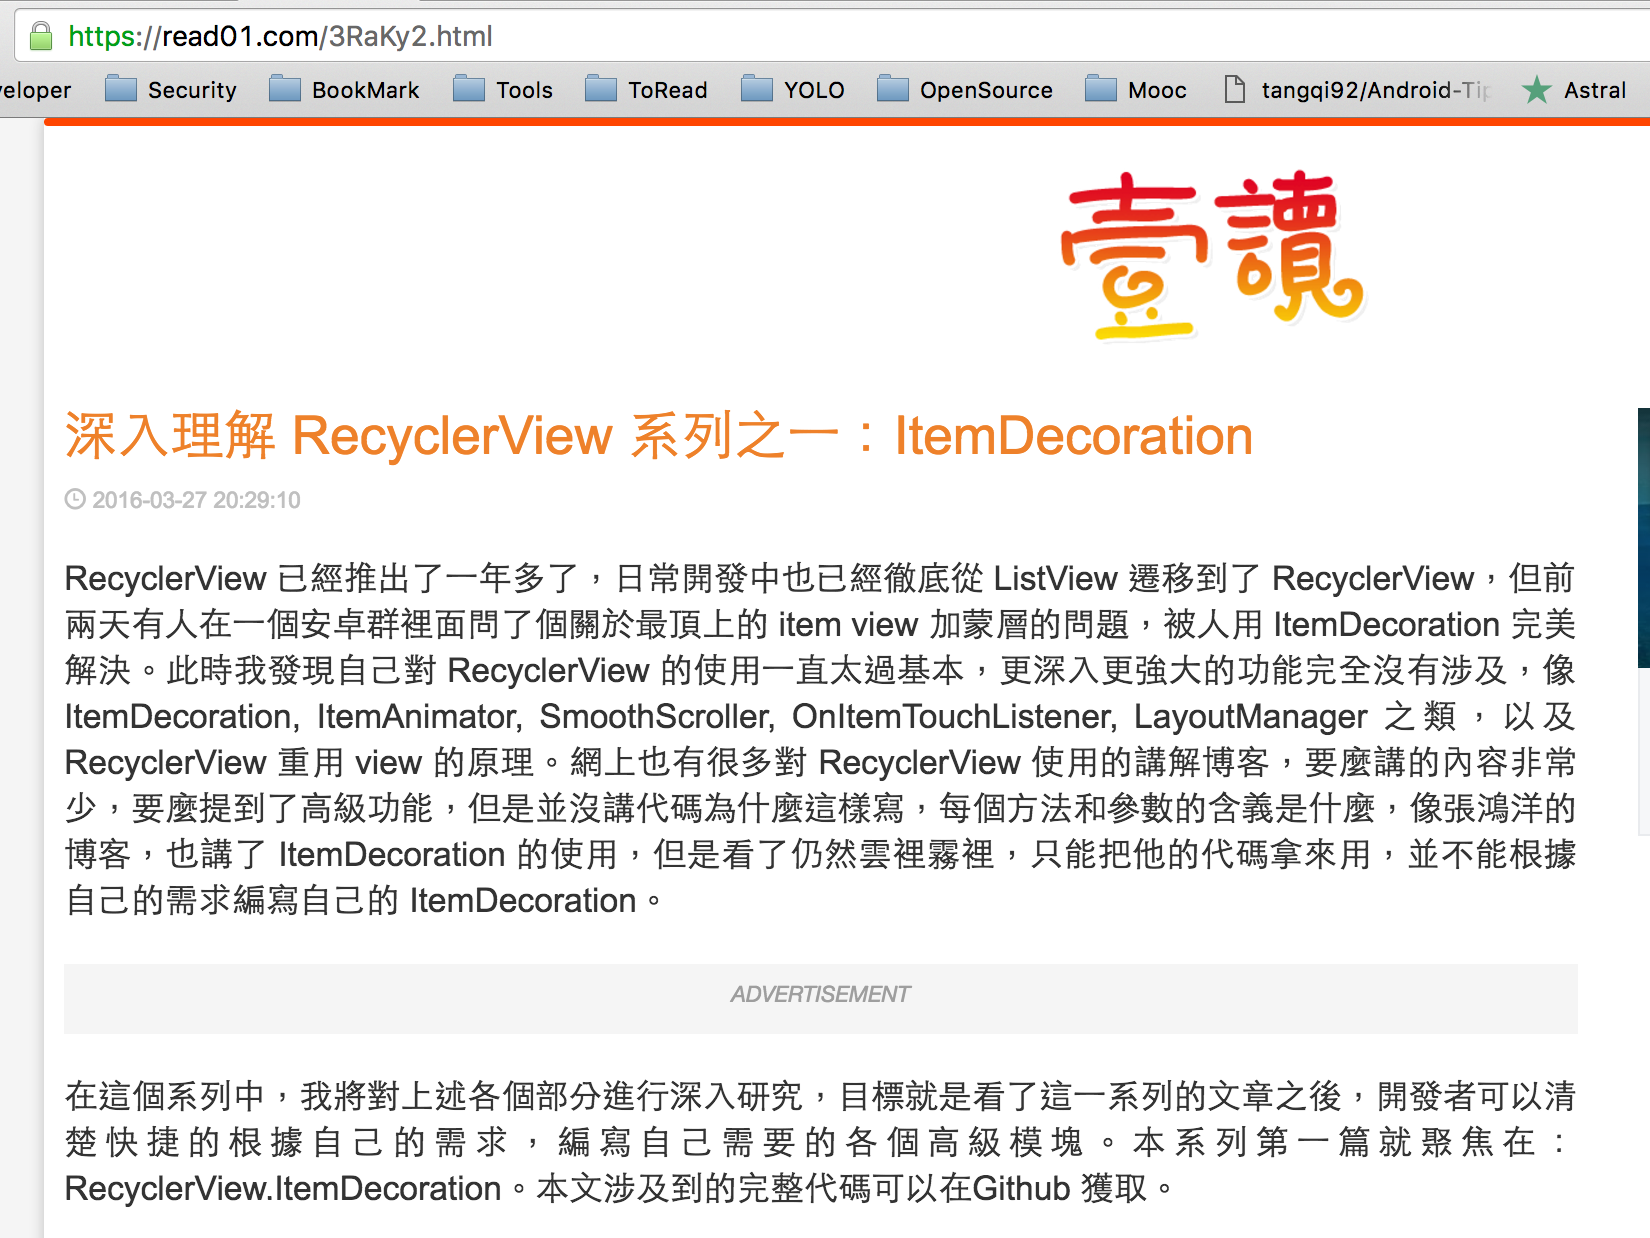 https://read01.com/3RaKy2.html
veloper Security BookMark Tools ToRead YOLO OpenSource Mooc tangqi92/Android-Tip Astral
壹讀
深入理解 RecyclerView 系列之一：ItemDecoration
2016-03-27 20:29:10
RecyclerView 已經推出了一年多了，日常開發中也已經徹底從 ListView 遷移到了 RecyclerView，但前
兩天有人在一個安卓群裡面問了個關於最頂上的 item view 加蒙層的問題，被人用 ItemDecoration 完美
解決。此時我發現自己對 RecyclerView 的使用一直太過基本，更深入更強大的功能完全沒有涉及，像
ItemDecoration, ItemAnimator, SmoothScroller, OnItemTouchListener, LayoutManager 之類，以及
RecyclerView 重用 view 的原理。網上也有很多對 RecyclerView 使用的講解博客，要麼講的內容非常
少，要麼提到了高級功能，但是並沒講代碼為什麼這樣寫，每個方法和參數的含義是什麼，像張鴻洋的
博客，也講了 ItemDecoration 的使用，但是看了仍然雲裡霧裡，只能把他的代碼拿來用，並不能根據
自己的需求編寫自己的 ItemDecoration。
ADVERTISEMENT
在這個系列中，我將對上述各個部分進行深入研究，目標就是看了這一系列的文章之後，開發者可以清
楚快捷的根據自己的需求，編寫自己需要的各個高級模塊。本系列第一篇就聚焦在：
RecyclerView.ItemDecoration。本文涉及到的完整代碼可以在Github 獲取。